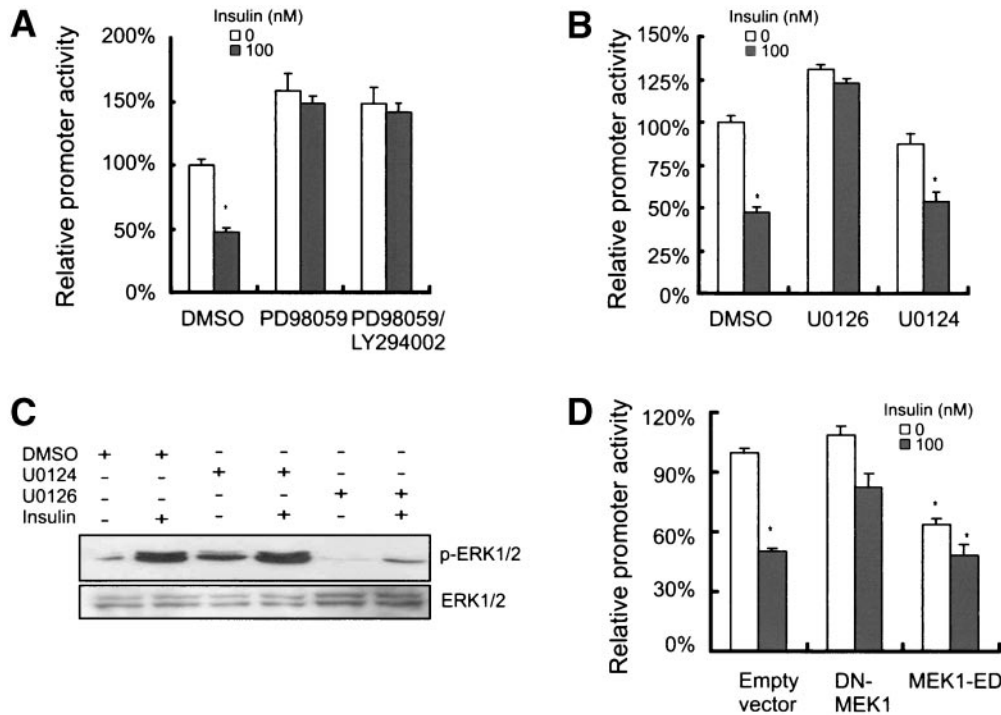 A
Insulin (nM)
0
100
Relative promoter activity
200%
150%
100%
50%
0%
*
DMSO
PD98059
PD98059/
LY294002
B
Insulin (nM)
0
100
Relative promoter activity
150%
125%
100%
75%
50%
25%
0%
*
*
DMSO
U0126
U0124
C
DMSO + + - - - -
U0124 - - + + - -
U0126 - - - - + +
Insulin - + - + - +
p-ERK1/2
ERK1/2
D
Insulin (nM)
0
100
Relative promoter activity
120%
90%
60%
30%
0%
*
*
*
Empty
vector
DN-
MEK1
MEK1-ED